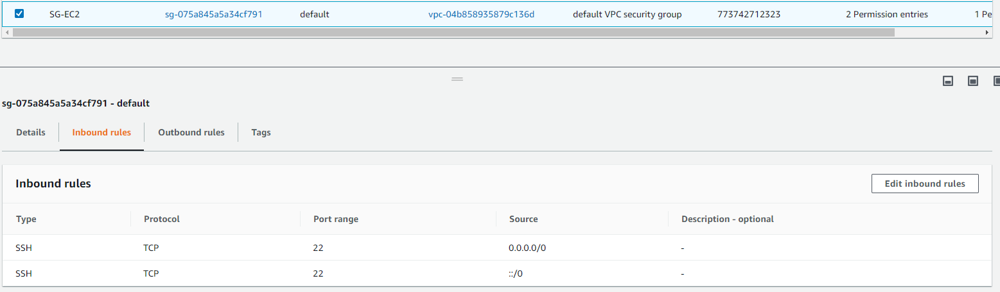 SG-EC2 sg-075a845a5a34cf791 default vpc-04b858935879c136d default VPC security group 773742712323 2 Permission entries 1 Pe
sg-075a845a5a34cf791 - default
Details Inbound rules Outbound rules Tags
Inbound rules Edit inbound rules
Type Protocol Port range Source Description - optional
SSH TCP 22 0.0.0.0/0 -
SSH TCP 22 ::/0 -